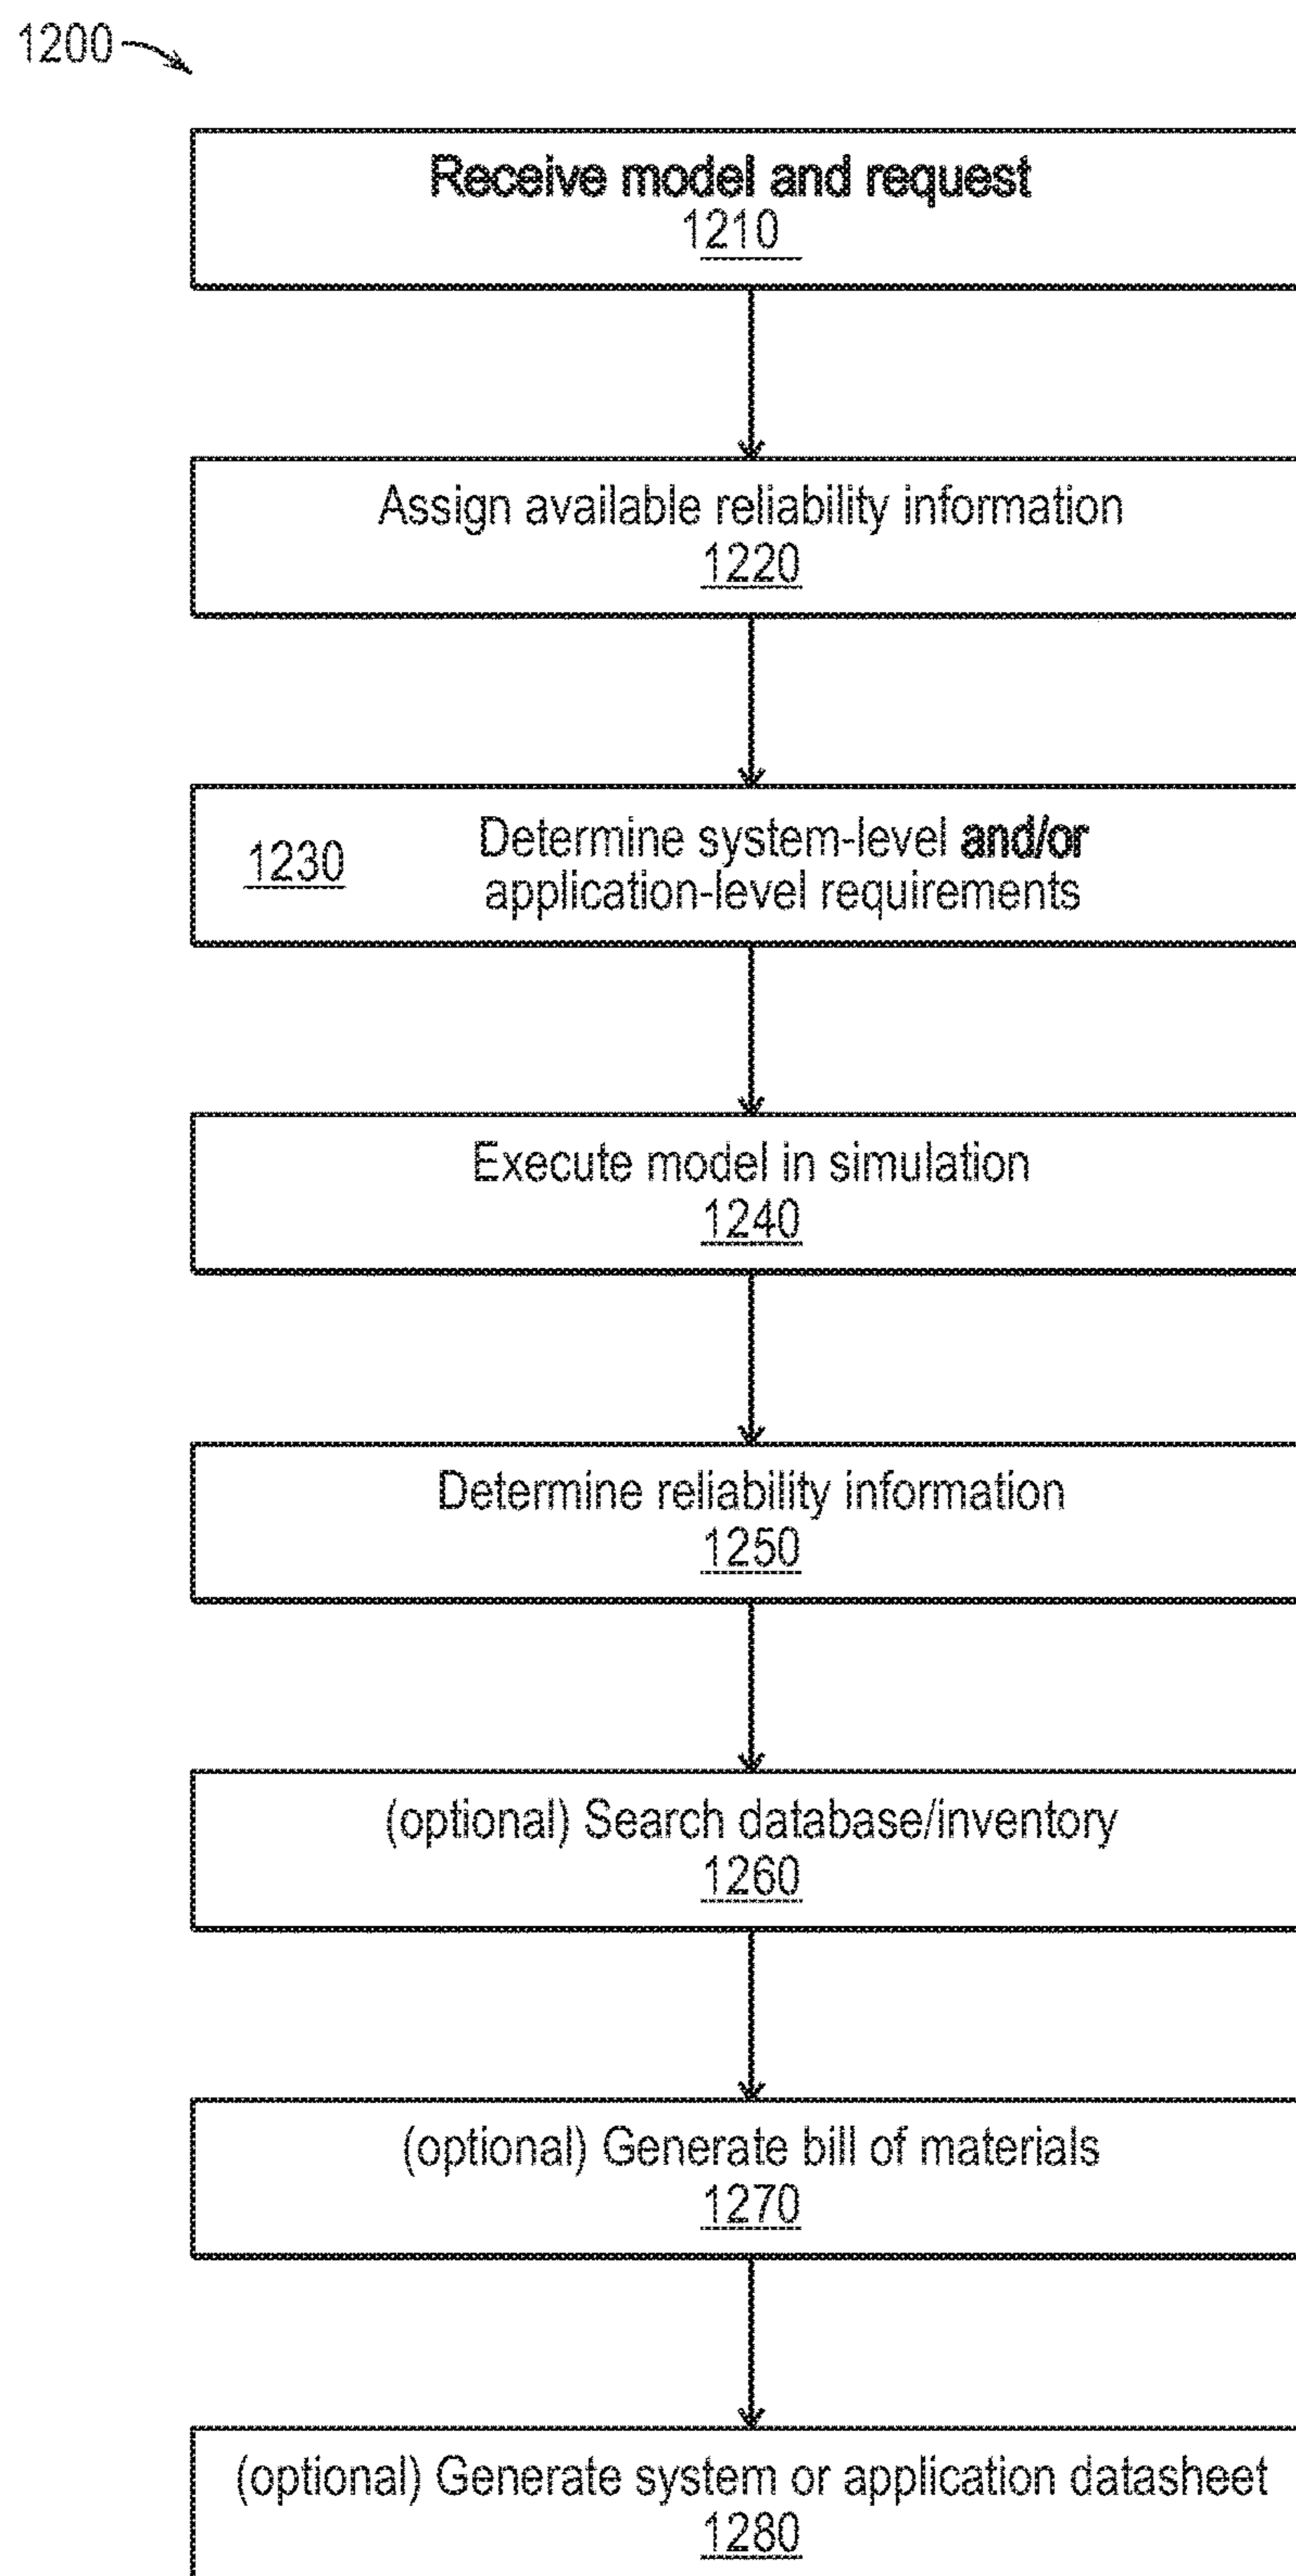 1200
Receive model and request
1210
Assign available reliability information
1220
1230
Determine system-level and/or
application-level requirements
Execute model in simulation
1240
Determine reliability information
1250
(optional) Search database/inventory
1260
(optional) Generate bill of materials
1270
(optional) Generate system or application datasheet
1280